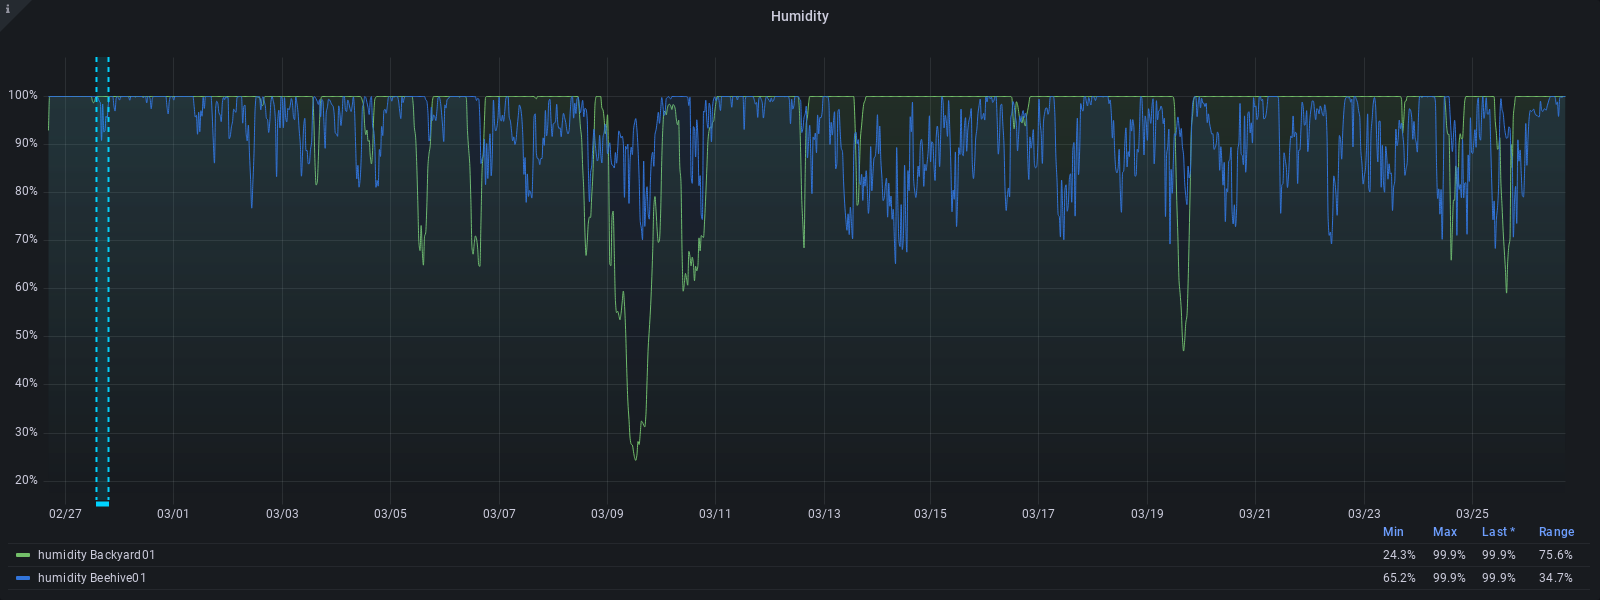 i
Humidity
100%
90%
80%
70%
60%
50%
40%
30%
20%
02/27 03/01 03/03 03/05 03/07 03/09 03/11 03/13 03/15 03/17 03/19 03/21 03/23 03/25
Min Max Last * Range
humidity Backyard01 24.3% 99.9% 99.9% 75.6%
humidity Beehive01 65.2% 99.9% 99.9% 34.7%